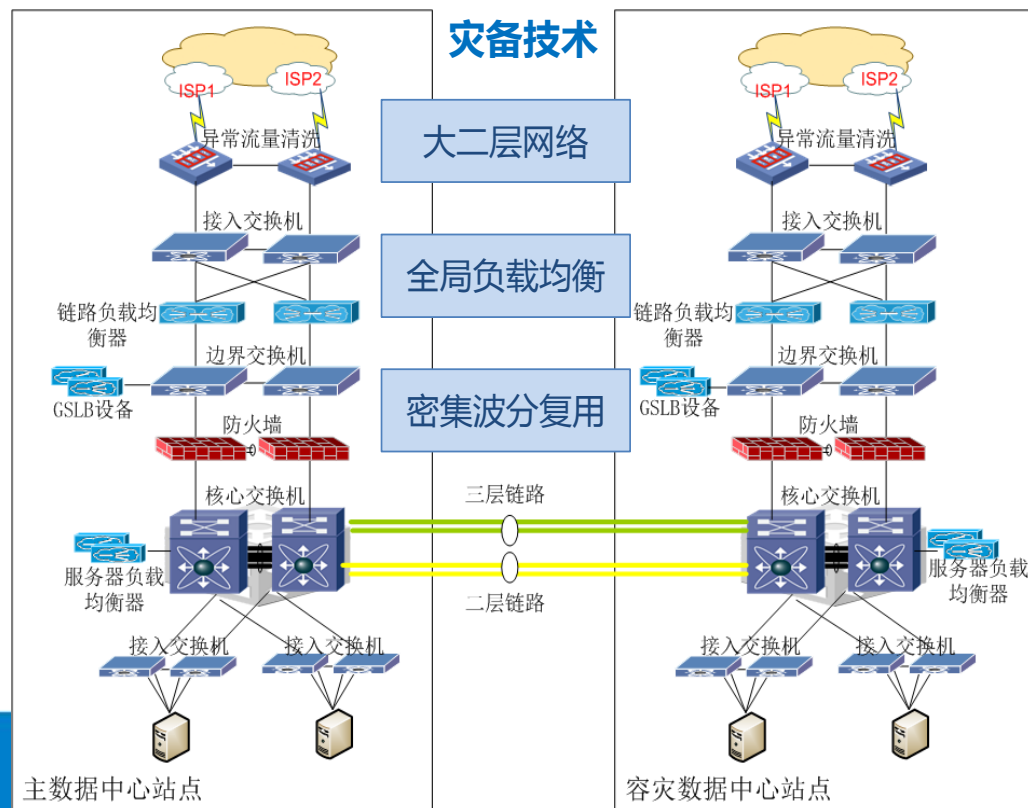 灾备技术
大二层网络
全局负载均衡
密集波分复用
ISP1
ISP2
异常流量清洗
接入交换机
链路负载均
衡器
边界交换机
GSLB设备
防火墙
核心交换机
服务器负载
均衡器
接入交换机
接入交换机
主数据中心站点
三层链路
二层链路
ISP1
ISP2
异常流量清洗
接入交换机
链路负载均
衡器
边界交换机
GSLB设备
防火墙
核心交换机
服务器负载
均衡器
接入交换机
接入交换机
容灾数据中心站点